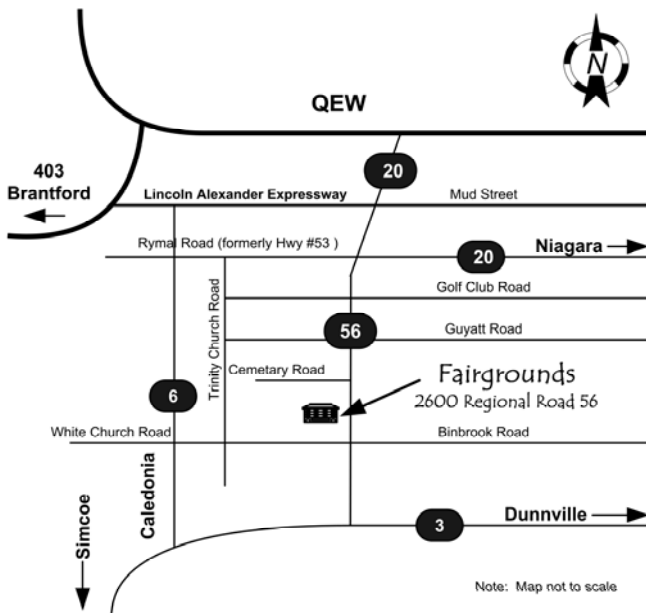 N
QEW
20
403
Brantford
Lincoln Alexander Expressway
Mud Street
Rymal Road (formerly Hwy #53 )
Niagara
20
Golf Club Road
Trinity Church Road
56
Guyatt Road
Cemetary Road
Fairgrounds
2600 Regional Road 56
6
White Church Road
Binbrook Road
Caledonia
Simcoe
3
Dunnville
Note: Map not to scale